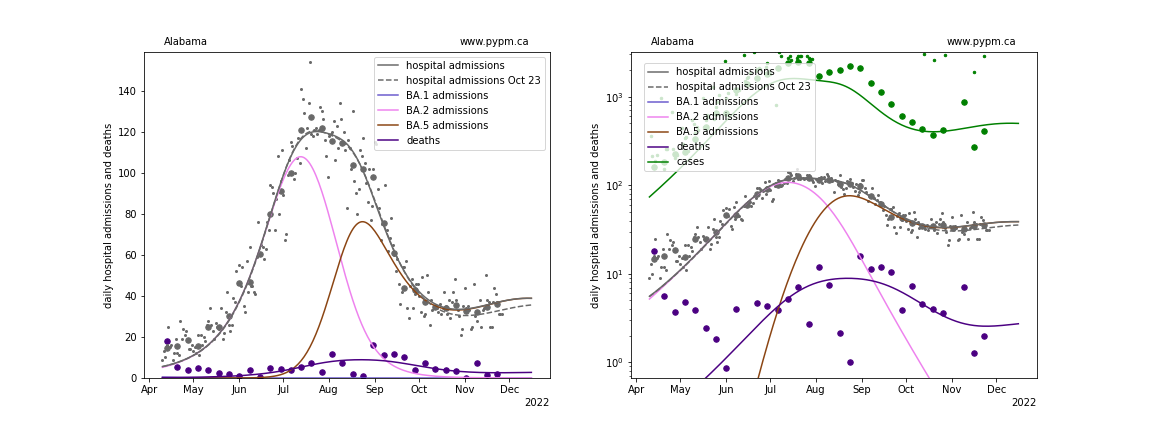 Alabama www.pypm.ca
daily hospital admissions and deaths
140
120
100
80
60
40
20
0
hospital admissions
hospital admissions Oct 23
BA.1 admissions
BA.2 admissions
BA.5 admissions
deaths
Apr May Jun Jul Aug Sep Oct Nov Dec
2022
Alabama www.pypm.ca
daily hospital admissions and deaths
10³
10²
10¹
10⁰
hospital admissions
hospital admissions Oct 23
BA.1 admissions
BA.2 admissions
BA.5 admissions
deaths
cases
Apr May Jun Jul Aug Sep Oct Nov Dec
2022